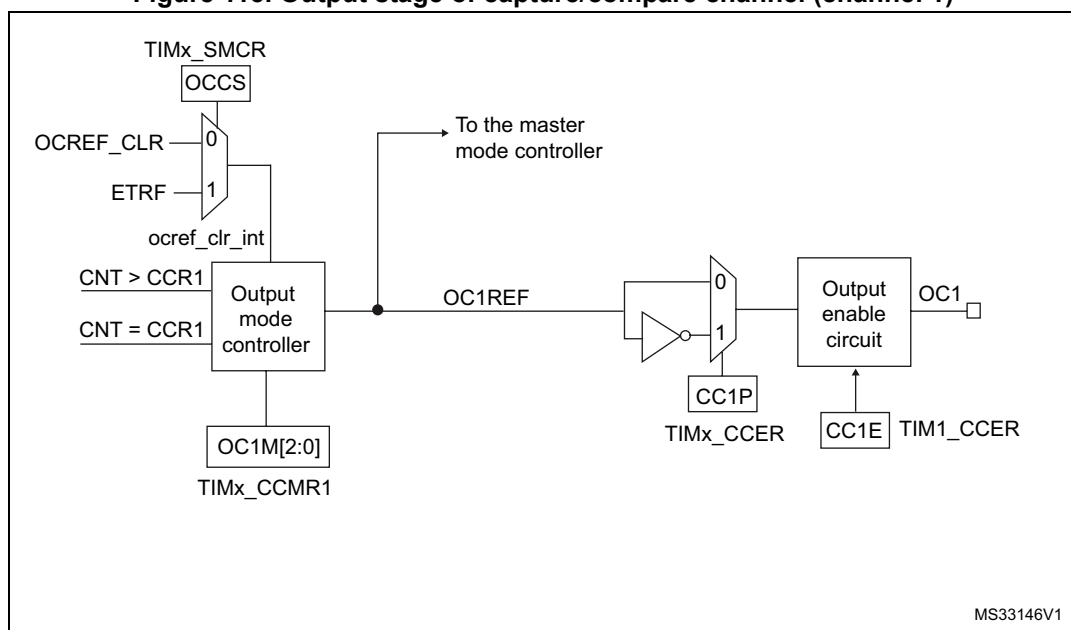 TIMx_SMCR
OCCS
OCREF_CLR
0
ETRF
1
ocref_clr_int
To the master
mode controller
CNT > CCR1
CNT = CCR1
Output
mode
controller
OC1M[2:0]
TIMx_CCMR1
OC1REF
0
1
CC1P
TIMx_CCER
Output
enable
circuit
OC1
CC1E
TIM1_CCER
MS33146V1